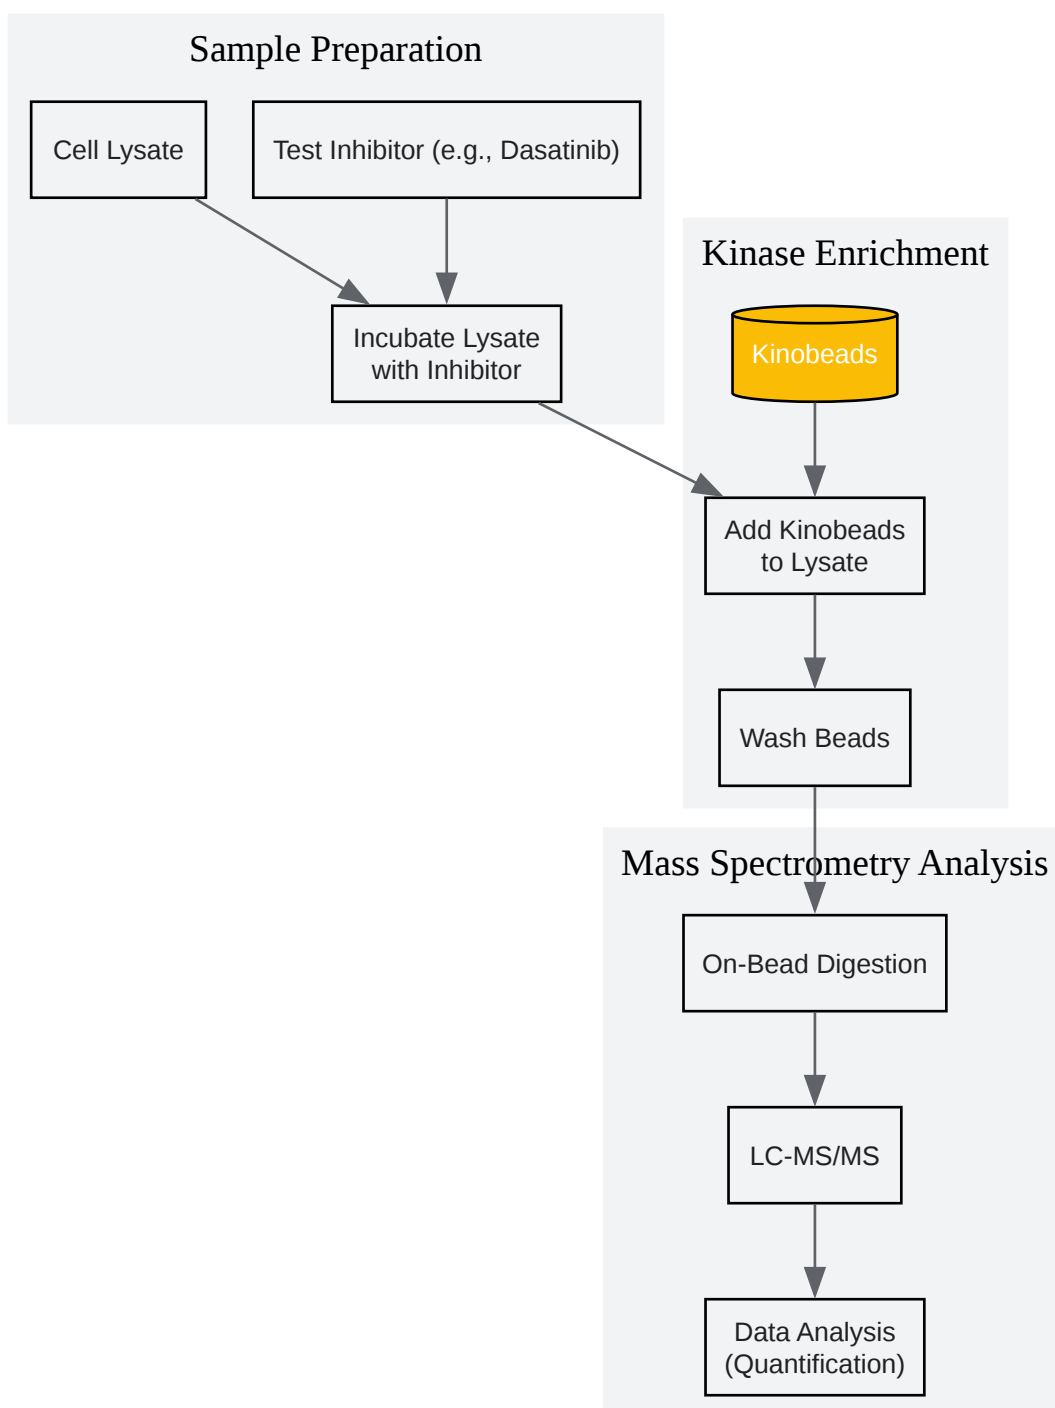 Sample Preparation
Cell Lysate
Test Inhibitor (e.g., Dasatinib)
Incubate Lysate
with Inhibitor
Kinase Enrichment
Kinobeads
Add Kinobeads
to Lysate
Wash Beads
Mass Spectrometry Analysis
On-Bead Digestion
LC-MS/MS
Data Analysis
(Quantification)